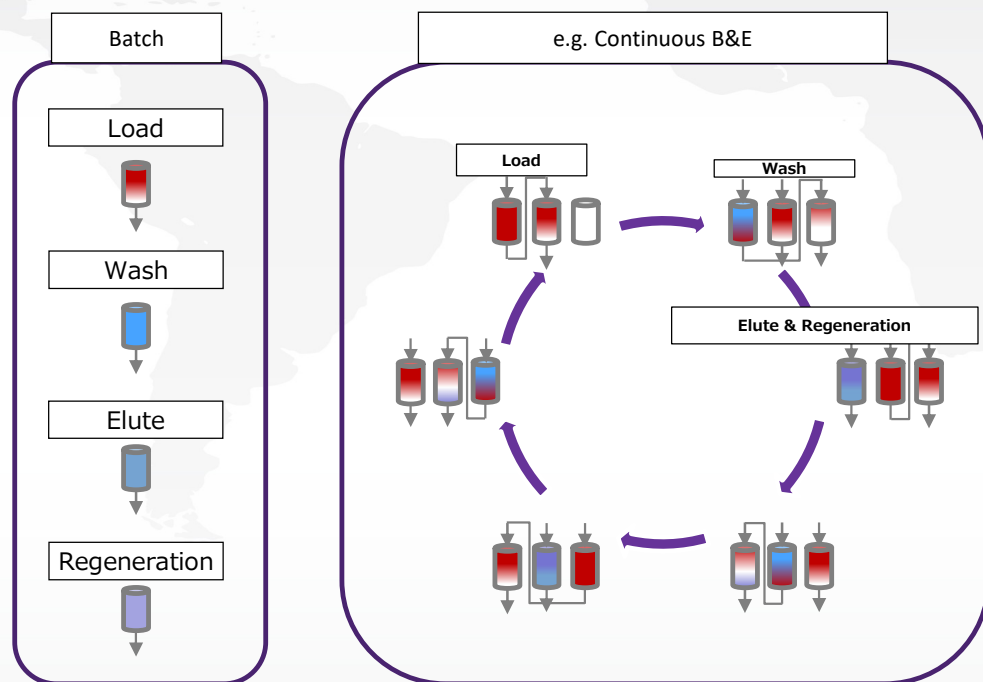 Batch
Load
Wash
Elute
Regeneration
e.g. Continuous B&E
Load
Wash
Elute & Regeneration